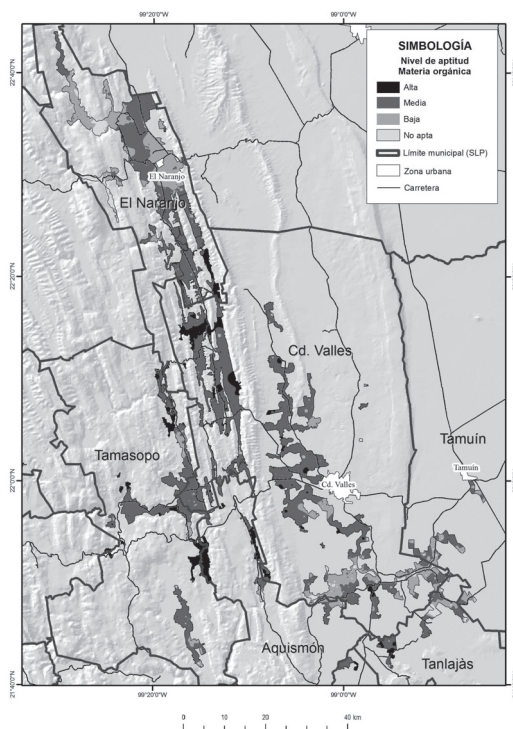 99°20'0"W
99°0'0"W
22°40'0"N
SIMBOLOGÍA
Nivel de aptitud
Materia orgánica
Alta
Media
Baja
No apta
Límite municipal (SLP)
Zona urbana
Carretera
El Naranjo
El Naranjo
22°20'0"N
Cd. Valles
Tamasopo
Tamuín
Tamuín
22°0'0"N
Cd. Valles
Aquismón
Tanlajàs
21°40'0"N
99°20'0"W
99°0'0"W
0 10 20 40 km